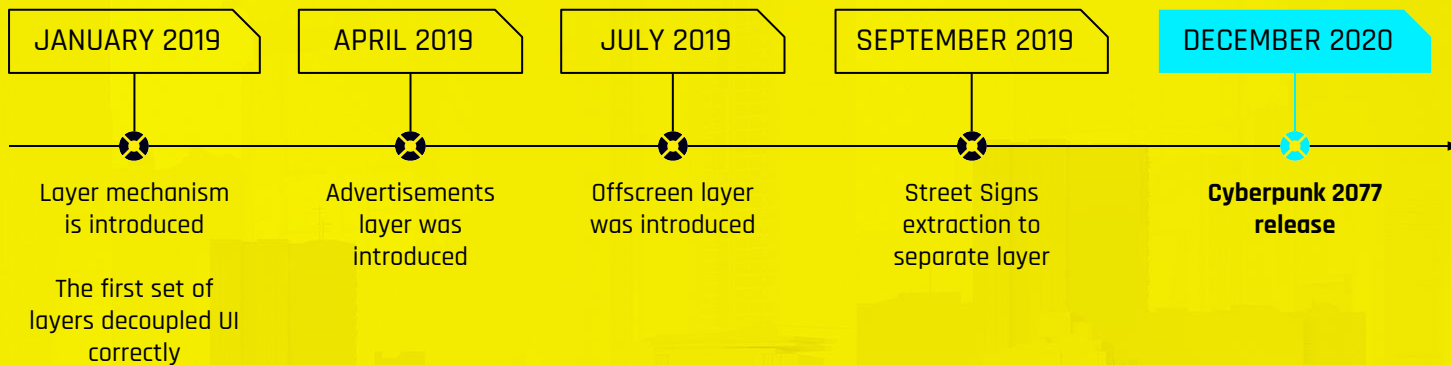 JANUARY 2019
APRIL 2019
JULY 2019
SEPTEMBER 2019
DECEMBER 2020
Layer mechanism
is introduced
The first set of
layers decoupled UI
correctly
Advertisements
layer was
introduced
Offscreen layer
was introduced
Street Signs
extraction to
separate layer
Cyberpunk 2077
release